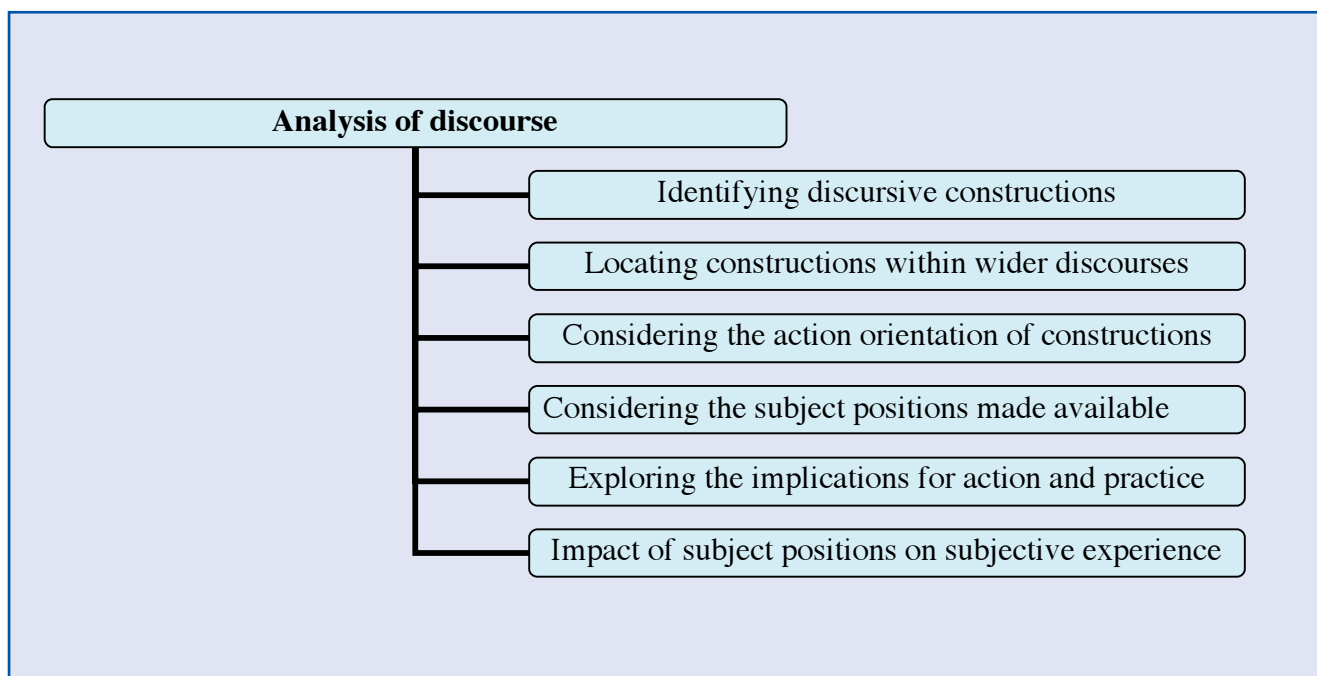 Analysis of discourse
Identifying discursive constructions
Locating constructions within wider discourses
Considering the action orientation of constructions
Considering the subject positions made available
Exploring the implications for action and practice
Impact of subject positions on subjective experience